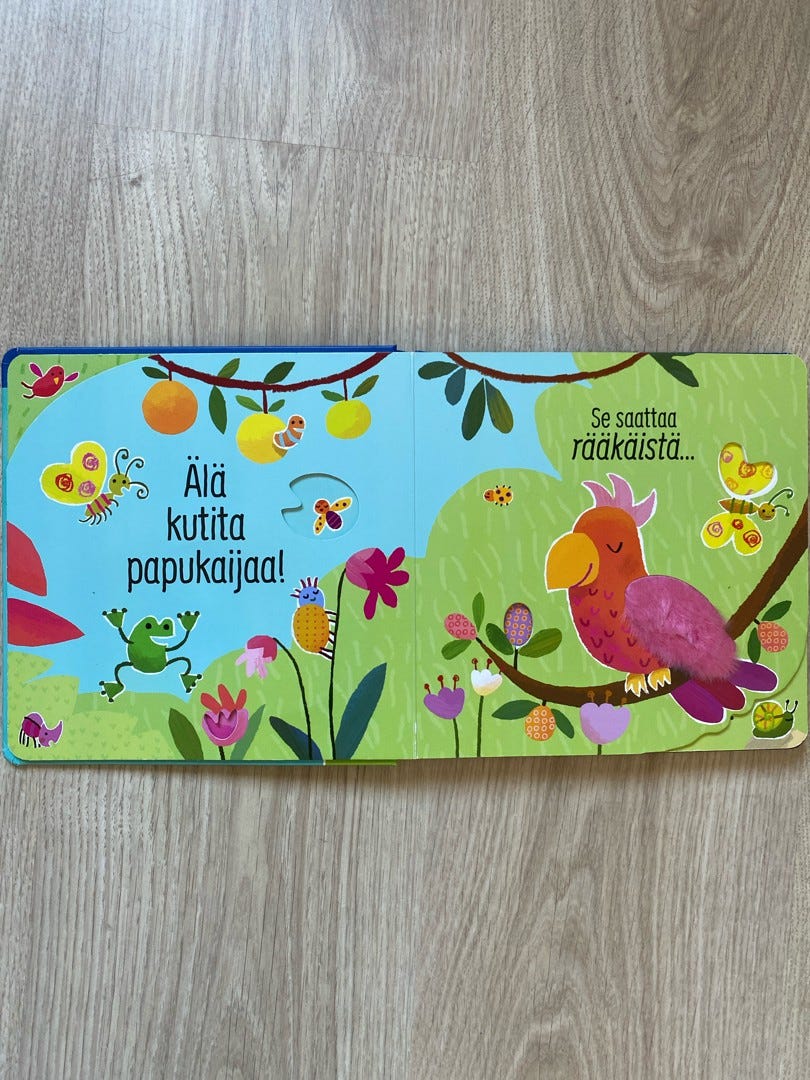 Älä
kutita
papukaijaa!
Se saattaa
rääkäistä...